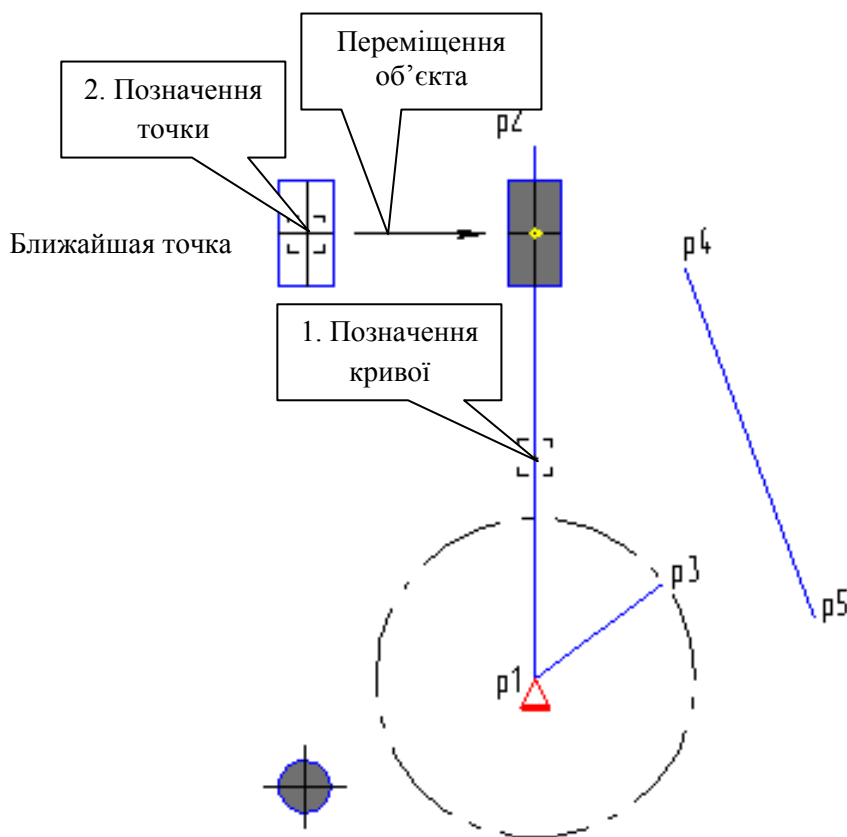 Переміщення
об’єкта
2. Позначення
точки
p2
Ближайшая точка
p4
1. Позначення
кривої
p3
p5
p1